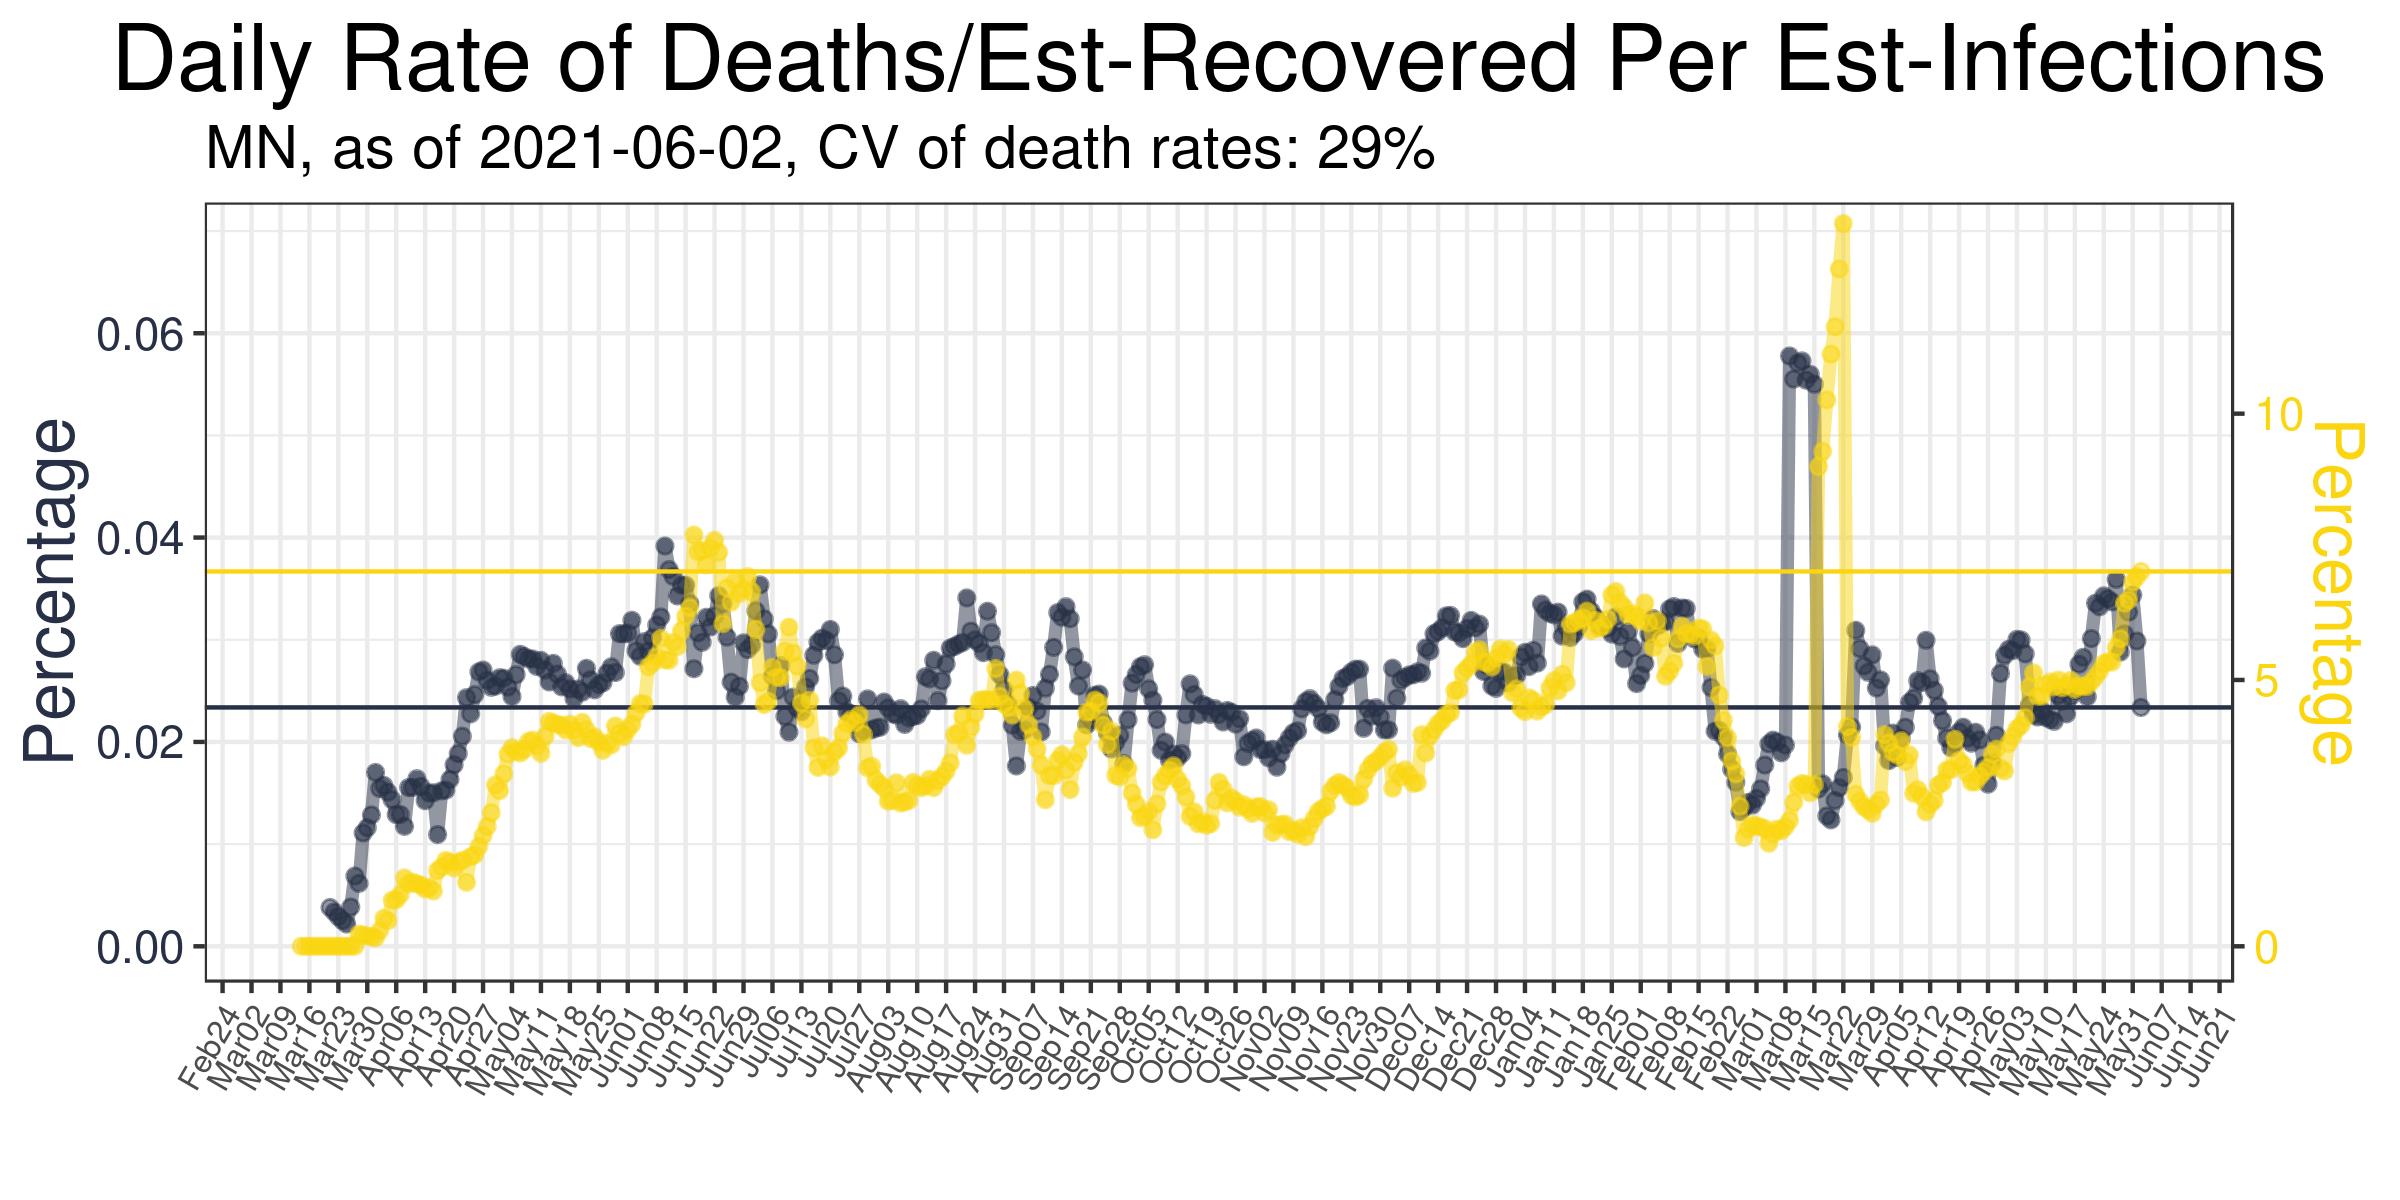 Daily Rate of Deaths/Est-Recovered Per Est-Infections
MN, as of 2021-06-02, CV of death rates: 29%
Percentage
0.06
0.04
0.02
0.00
10
5
0
Percentage
Feb24
Mar02
Mar09
Mar16
Mar23
Mar30
Apr06
Apr13
Apr20
Apr27
May04
May11
May18
May25
Jun01
Jun08
Jun15
Jun22
Jun29
Jul06
Jul13
Jul20
Jul27
Aug03
Aug10
Aug17
Aug24
Aug31
Sep07
Sep14
Sep21
Sep28
Oct05
Oct12
Oct19
Oct26
Nov02
Nov09
Nov16
Nov23
Nov30
Dec07
Dec14
Dec21
Dec28
Jan04
Jan11
Jan18
Jan25
Feb01
Feb08
Feb15
Feb22
Mar01
Mar08
Mar15
Mar22
Mar29
Apr05
Apr12
Apr19
Apr26
May03
May10
May17
May24
May31
Jun07
Jun14
Jun21